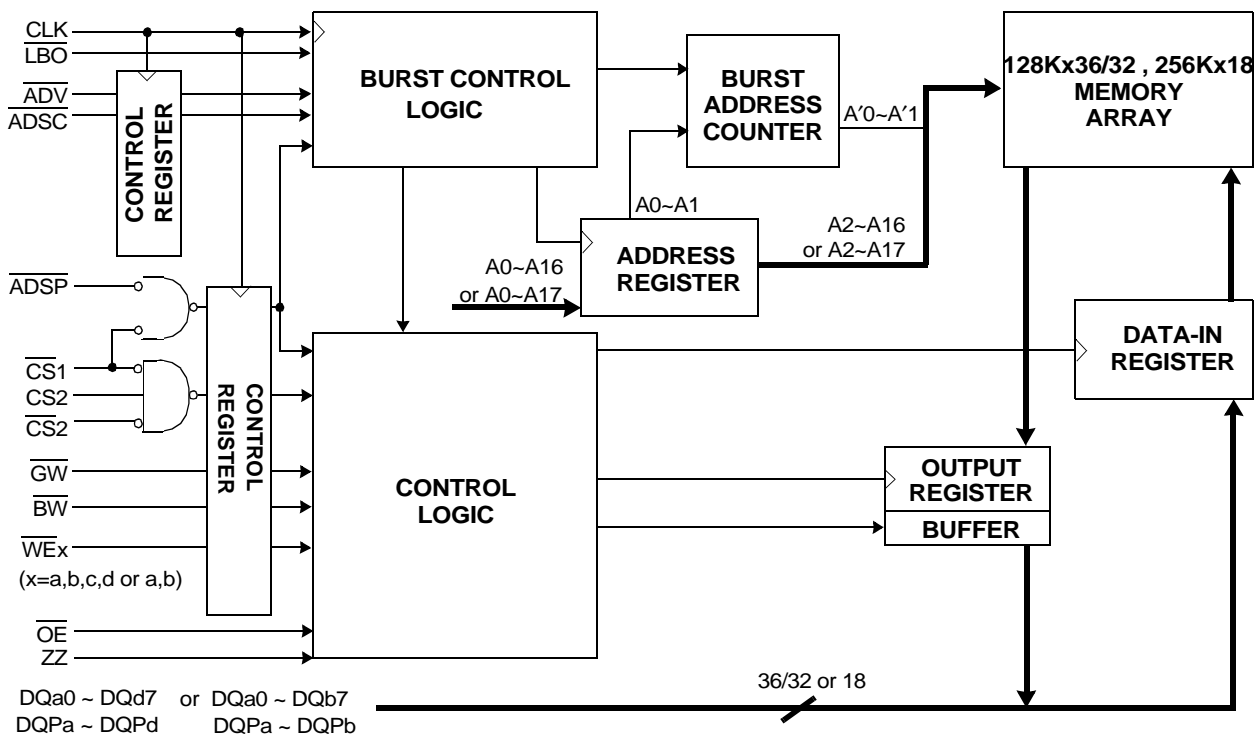 CLK
LBO
ADV
ADSC
CONTROL
REGISTER
BURST CONTROL
LOGIC
BURST
ADDRESS
COUNTER
A′0~A′1
128Kx36/32 , 256Kx18
MEMORY
ARRAY
A0~A1
A2~A16
or A2~A17
ADDRESS
REGISTER
A0~A16
or A0~A17
ADSP
CS1
CS2
CS2
GW
BW
WEx
(x=a,b,c,d or a,b)
OE
ZZ
CONTROL
REGISTER
CONTROL
LOGIC
DATA-IN
REGISTER
OUTPUT
REGISTER
BUFFER
DQa0 ~ DQd7 or DQa0 ~ DQb7
DQPa ~ DQPd DQPa ~ DQPb
36/32 or 18